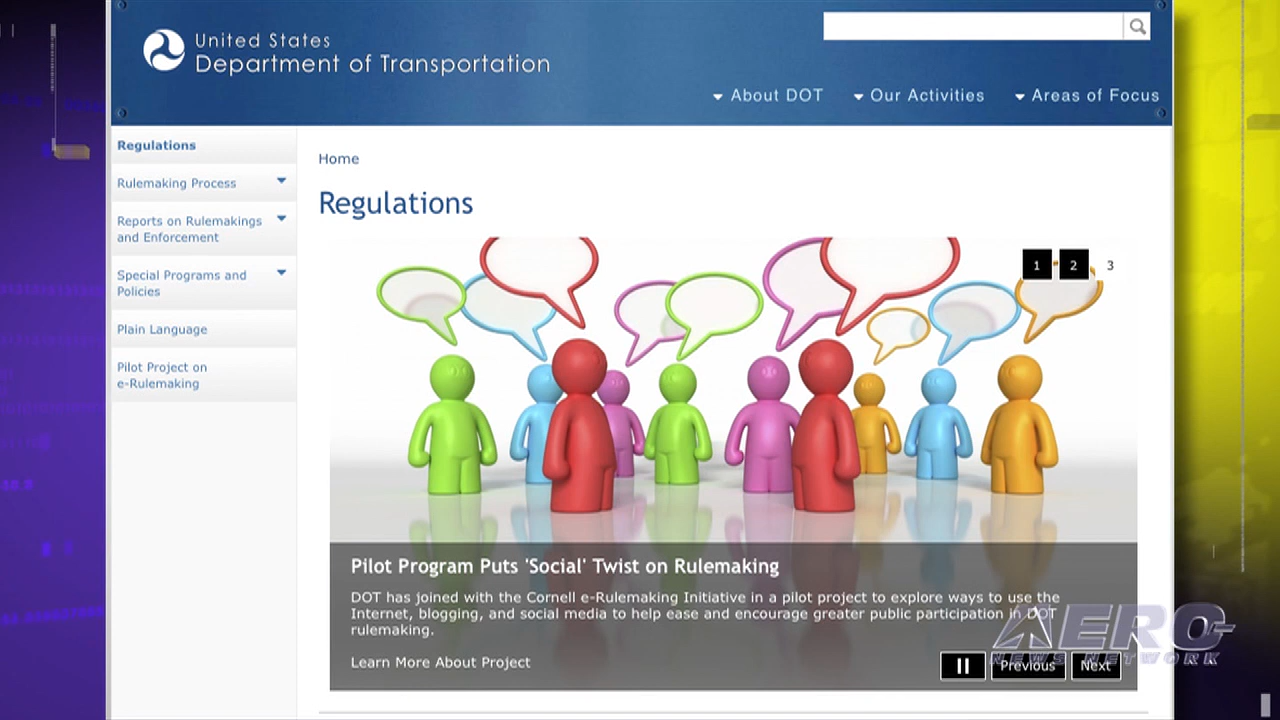 United States
Department of Transportation
About DOT
Our Activities
Areas of Focus
Regulations
Rulemaking Process
Reports on Rulemakings
and Enforcement
Special Programs and
Policies
Plain Language
Pilot Project on
e-Rulemaking
Home
Regulations
1
2
3
Pilot Program Puts 'Social' Twist on Rulemaking
DOT has joined with the Cornell e-Rulemaking Initiative in a pilot project to explore ways to use the
Internet, blogging, and social media to help ease and encourage greater public participation in DOT
rulemaking.
Learn More About Project
Previous
Next
AERO-
NEWS NETWORK